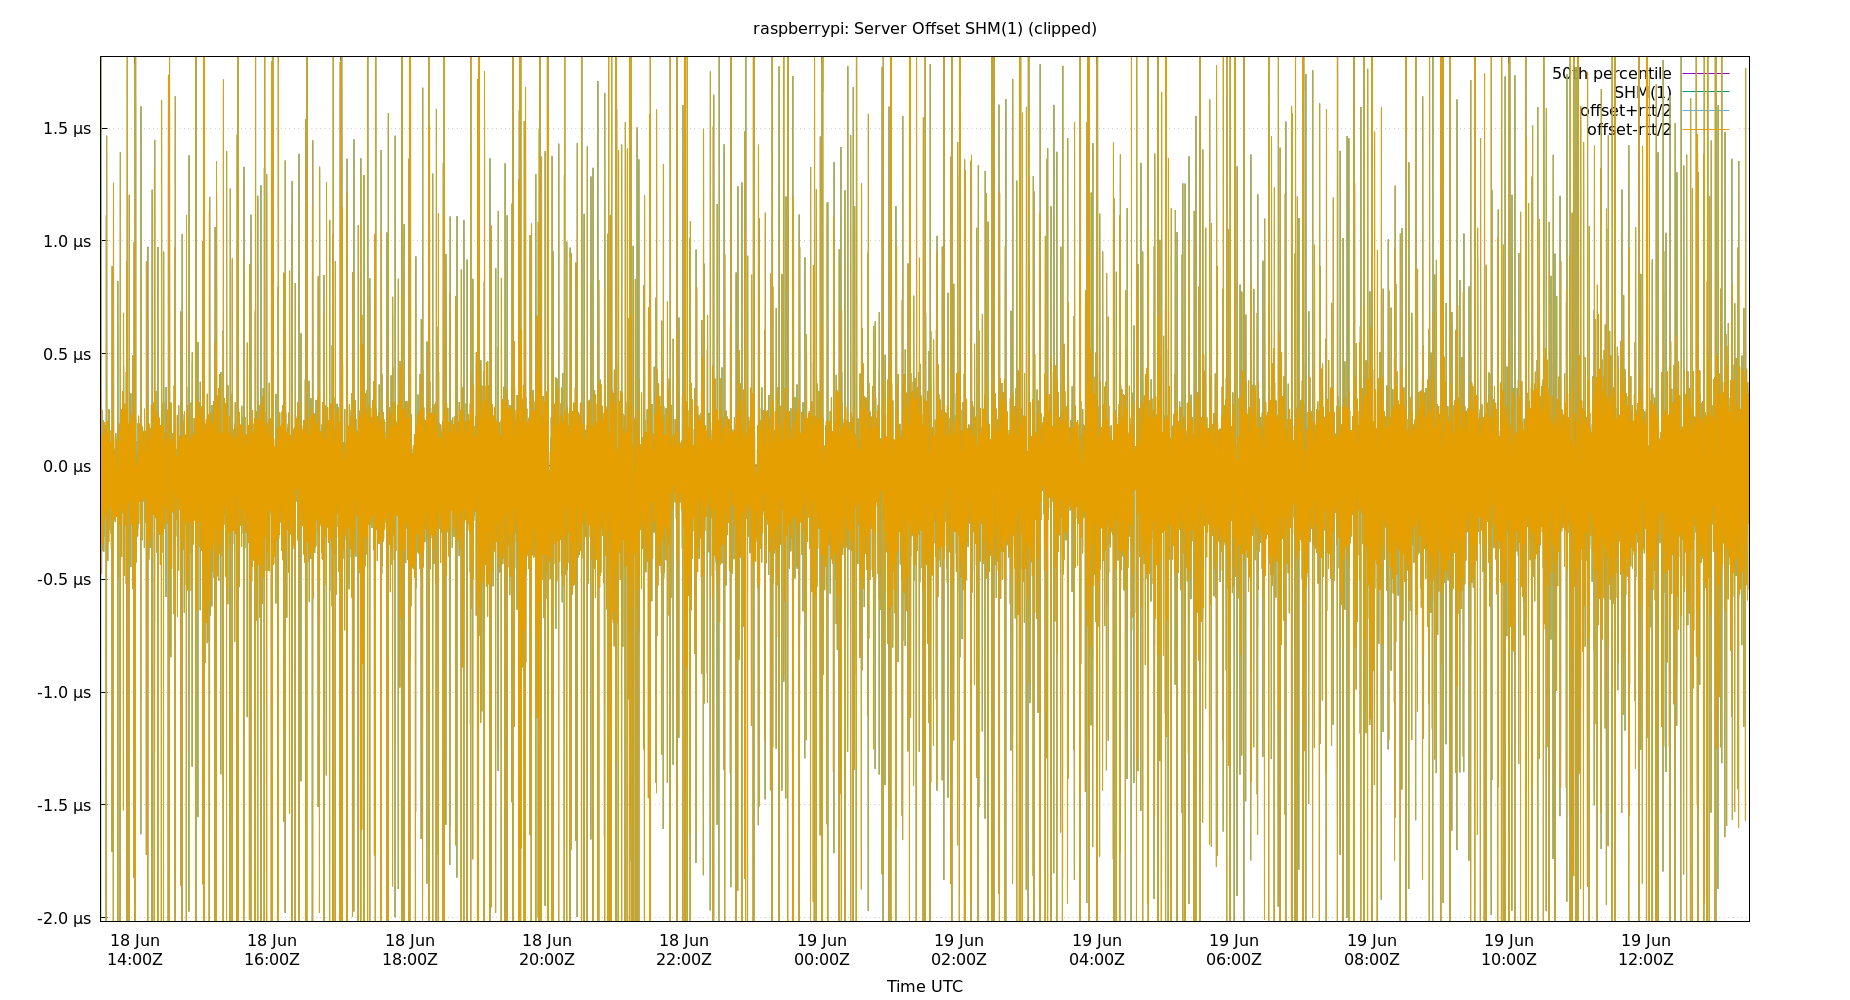 raspberrypi: Server Offset SHM(1) (clipped)
50th percentile
SHM(1)
offset+rtt/2
offset-rtt/2
1.5 µs
1.0 µs
0.5 µs
0.0 µs
-0.5 µs
-1.0 µs
-1.5 µs
-2.0 µs
18 Jun 18 Jun 18 Jun 18 Jun 18 Jun 19 Jun 19 Jun 19 Jun 19 Jun 19 Jun 19 Jun 19 Jun
14:00Z 16:00Z 18:00Z 20:00Z 22:00Z 00:00Z 02:00Z 04:00Z 06:00Z 08:00Z 10:00Z 12:00Z
Time UTC